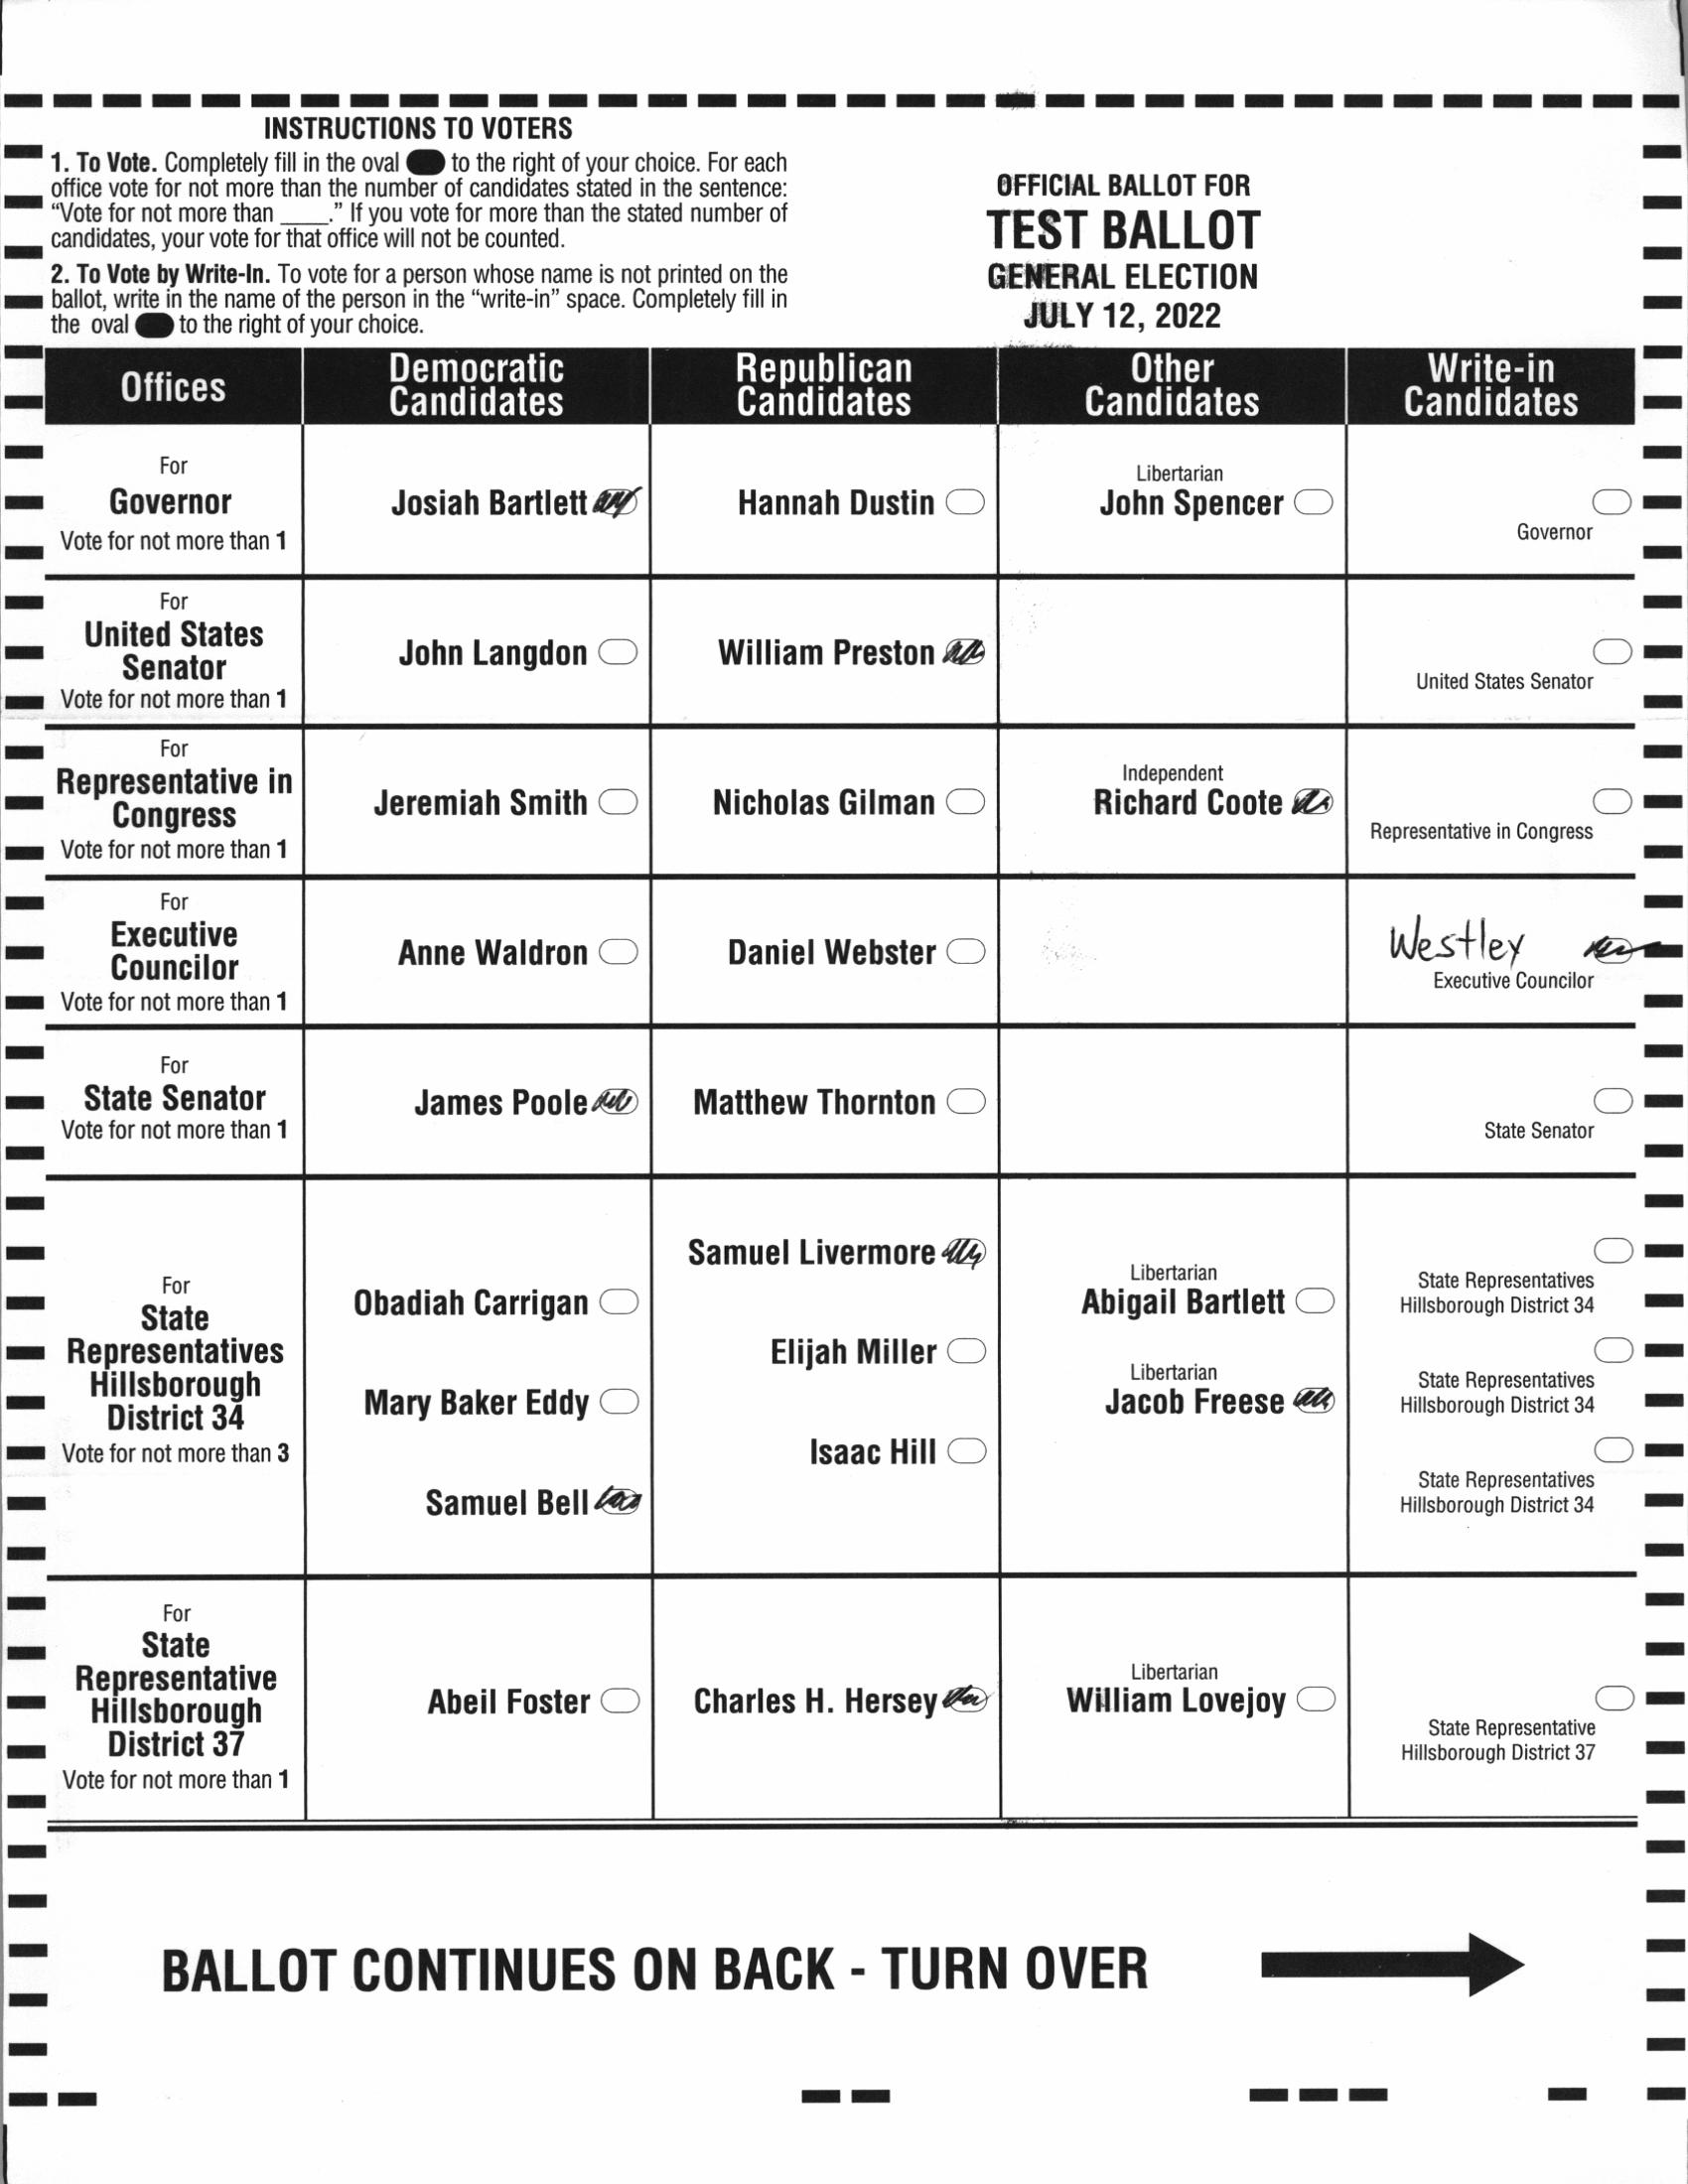 INSTRUCTIONS TO VOTERS
1. To Vote. Completely fill in the oval to the right of your choice. For each
office vote for not more than the number of candidates stated in the sentence:
“Vote for not more than ____.” If you vote for more than the stated number of
candidates, your vote for that office will not be counted.
2. To Vote by Write-In. To vote for a person whose name is not printed on the
ballot, write in the name of the person in the “write-in” space. Completely fill in
the oval to the right of your choice.
OFFICIAL BALLOT FOR
TEST BALLOT
GENERAL ELECTION
JULY 12, 2022
Offices
Democratic
Candidates
Republican
Candidates
Other
Candidates
Write-in
Candidates
For
Governor
Vote for not more than 1
Josiah Bartlett
Hannah Dustin
Libertarian
John Spencer
Governor
For
United States
Senator
Vote for not more than 1
John Langdon
William Preston
United States Senator
For
Representative in
Congress
Vote for not more than 1
Jeremiah Smith
Nicholas Gilman
Independent
Richard Coote
Representative in Congress
For
Executive
Councilor
Vote for not more than 1
Anne Waldron
Daniel Webster
Westley
Executive Councilor
For
State Senator
Vote for not more than 1
James Poole
Matthew Thornton
State Senator
For
State
Representatives
Hillsborough
District 34
Vote for not more than 3
Obadiah Carrigan
Mary Baker Eddy
Samuel Bell
Samuel Livermore
Elijah Miller
Isaac Hill
Libertarian
Abigail Bartlett
Libertarian
Jacob Freese
State Representatives
Hillsborough District 34
State Representatives
Hillsborough District 34
State Representatives
Hillsborough District 34
For
State
Representative
Hillsborough
District 37
Vote for not more than 1
Abeil Foster
Charles H. Hersey
Libertarian
William Lovejoy
State Representative
Hillsborough District 37
BALLOT CONTINUES ON BACK - TURN OVER